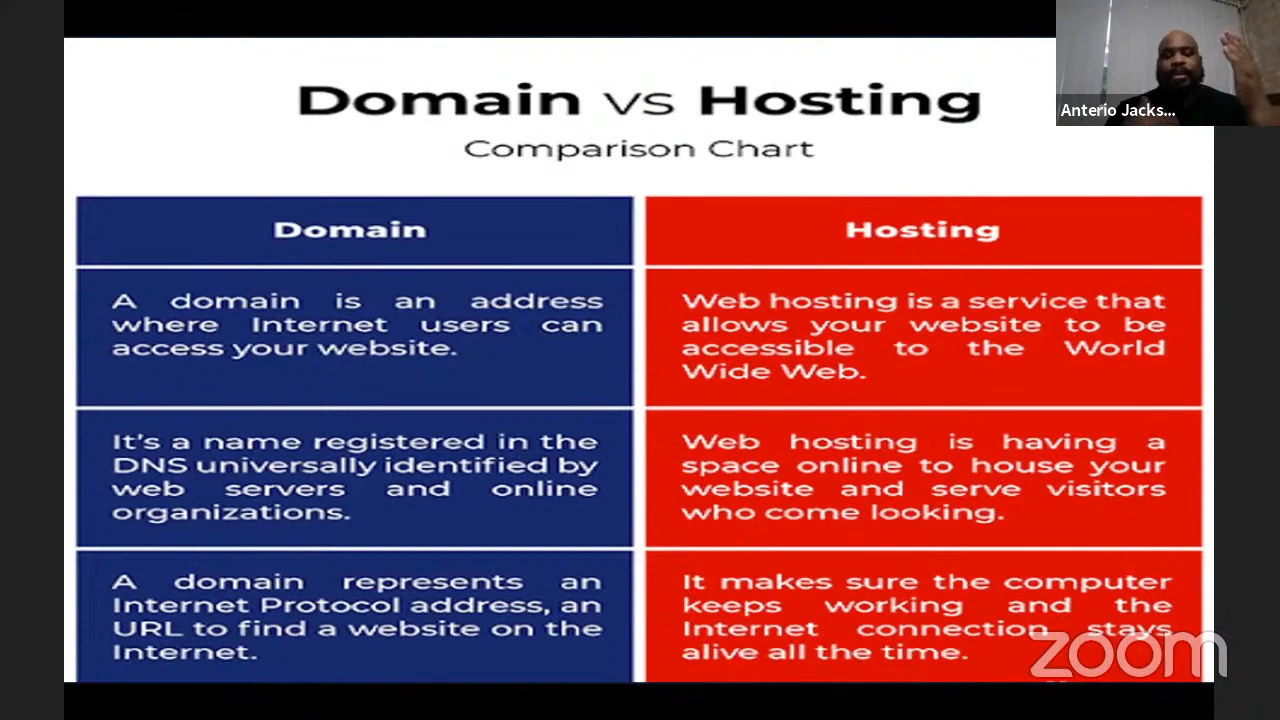 Domain vs Hosting
Comparison Chart
Anterio Jacks...
Domain
A domain is an address
where Internet users can
access your website.
It's a name registered in the
DNS universally identified by
web servers and online
organizations.
A domain represents an
Internet Protocol address, an
URL to find a website on the
Internet.
Hosting
Web hosting is a service that
allows your website to be
accessible to the World
Wide Web.
Web hosting is having a
space online to house your
website and serve visitors
who come looking.
It makes sure the computer
keeps working and the
Internet connection stays
alive all the time.
zoom